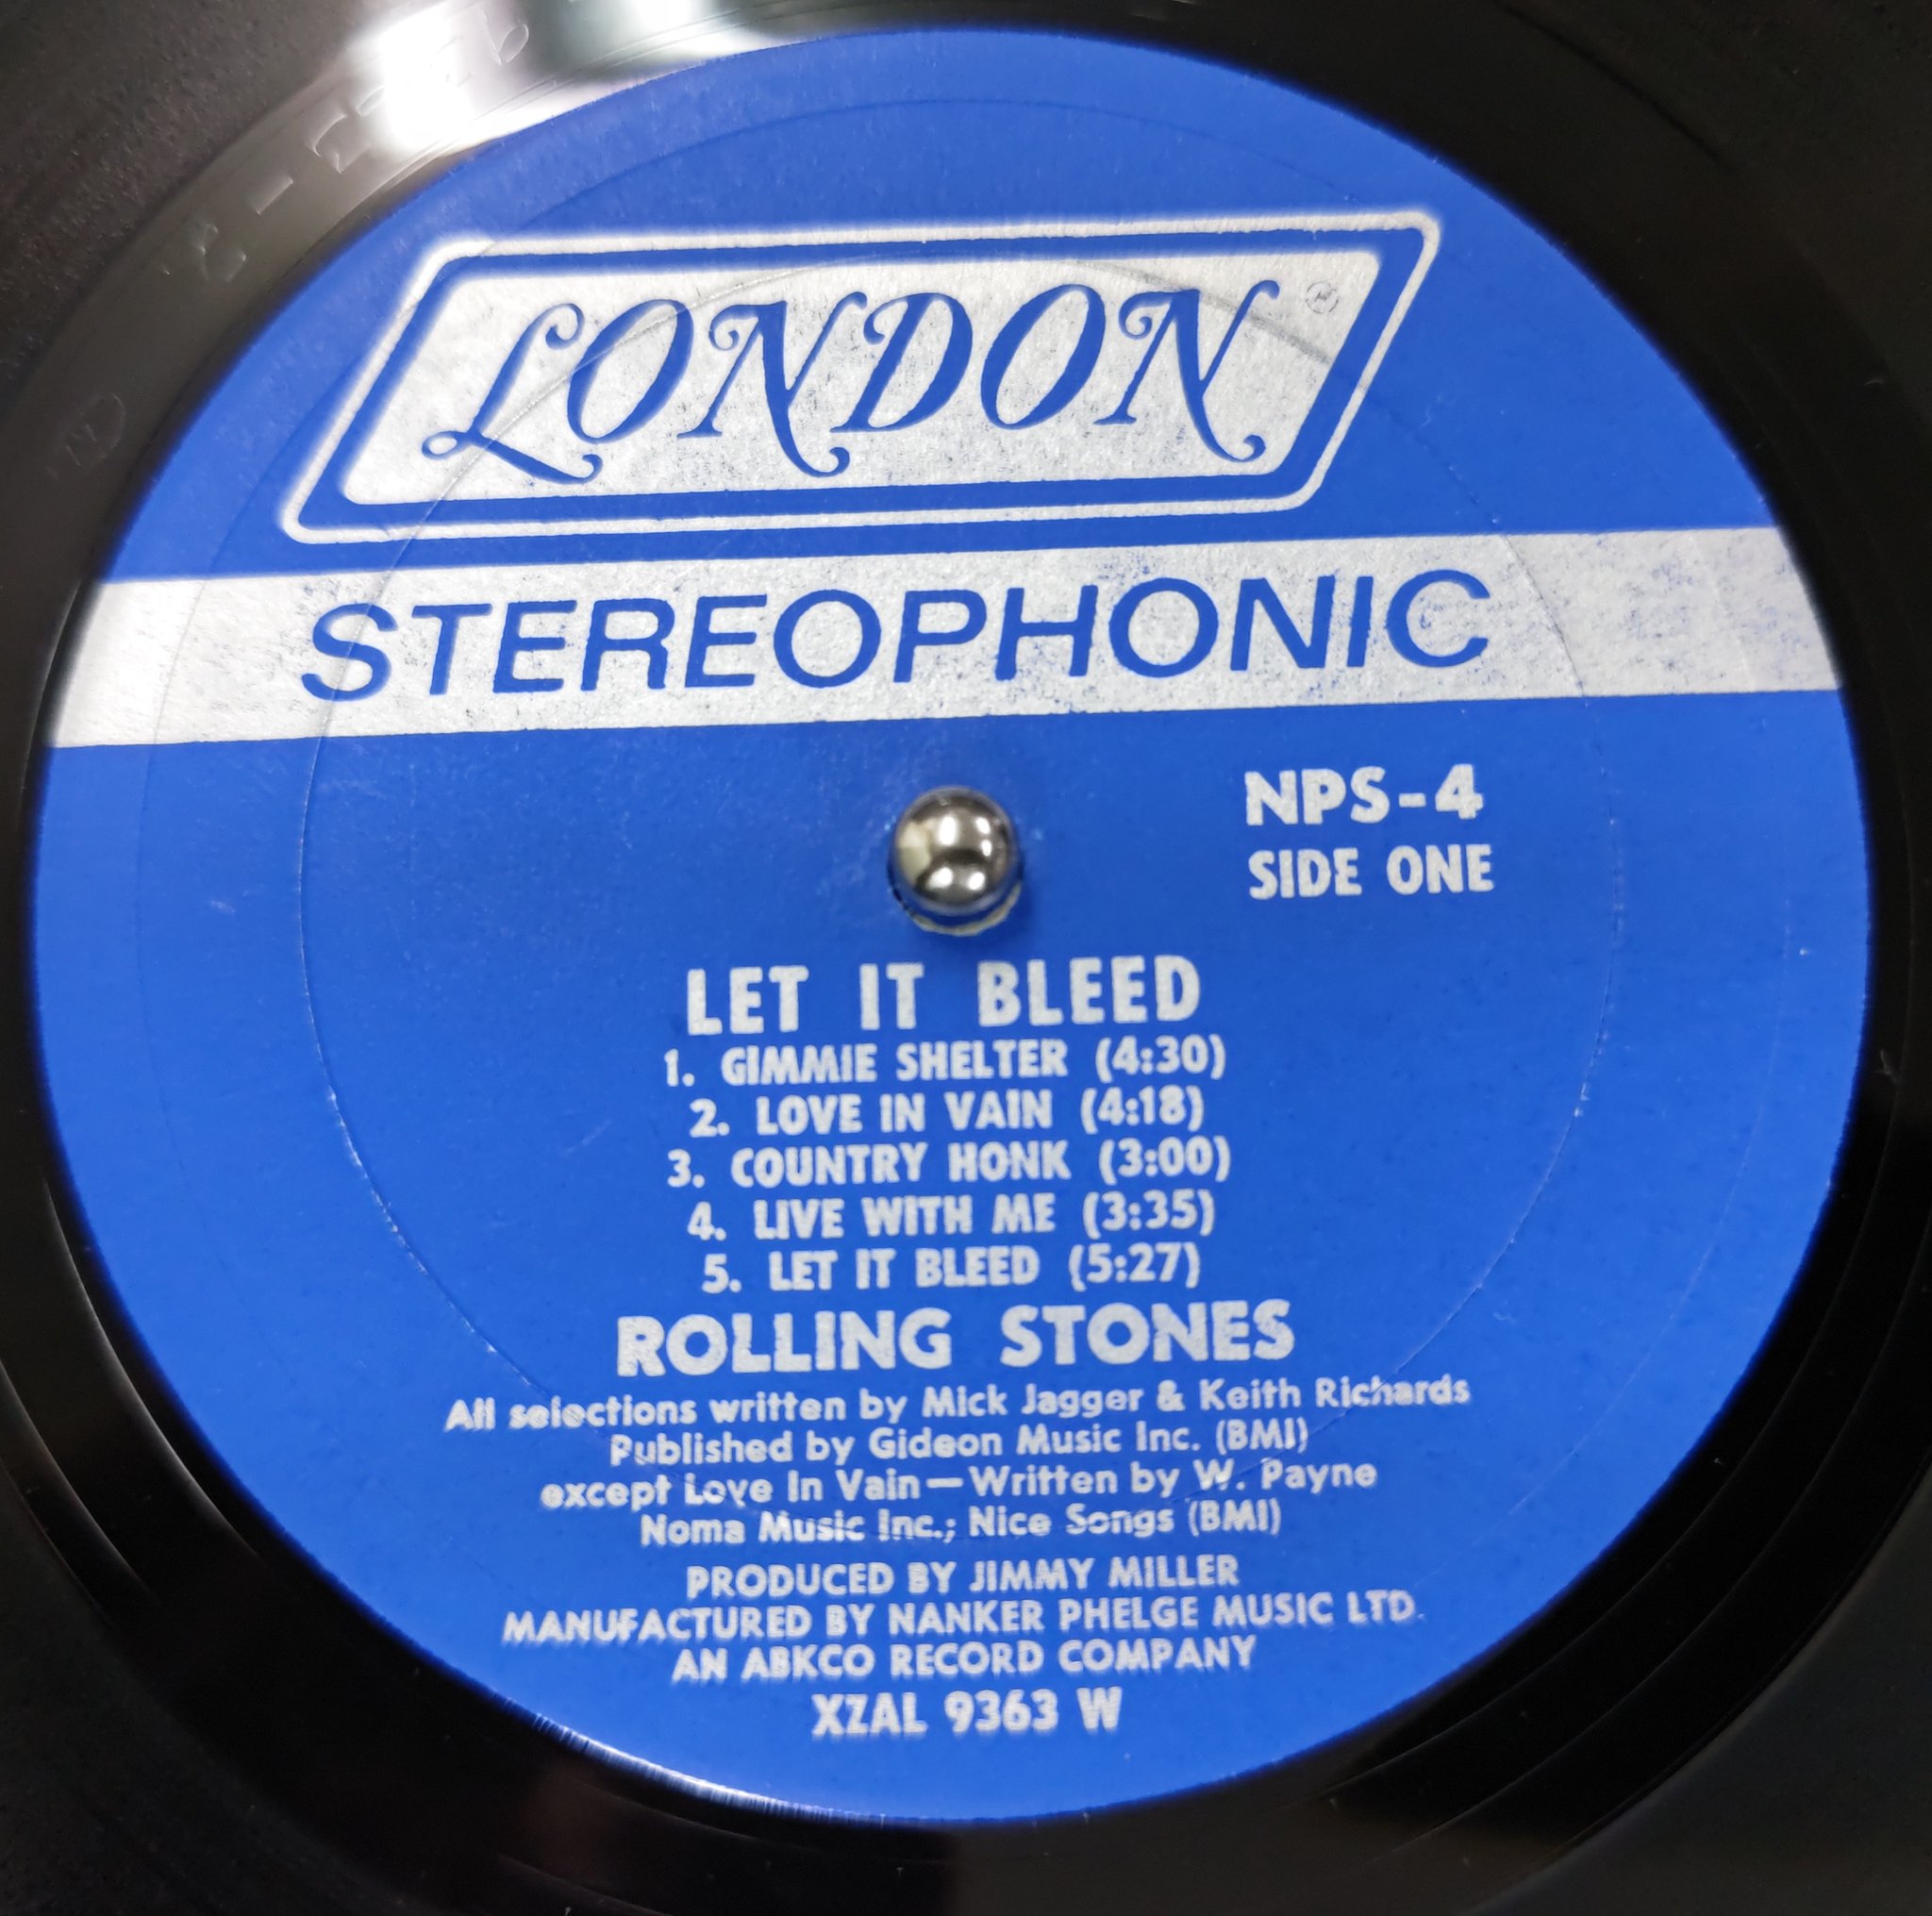 LONDON
STEREOPHONIC
NPS-4
SIDE ONE
LET IT BLEED
1. GIMMIE SHELTER (4:30)
2. LOVE IN VAIN (4:18)
3. COUNTRY HONK (3:00)
4. LIVE WITH ME (3:35)
5. LET IT BLEED (5:27)
ROLLING STONES
All selections written by Mick Jagger & Keith Richards
Published by Gideon Music Inc. (BMI)
except Love In Vain—Written by W. Payne
Noma Music Inc.; Nice Songs (BMI)
PRODUCED BY JIMMY MILLER
MANUFACTURED BY NANKER PHELGE MUSIC LTD.
AN ABKCO RECORD COMPANY
XZAL 9363 W